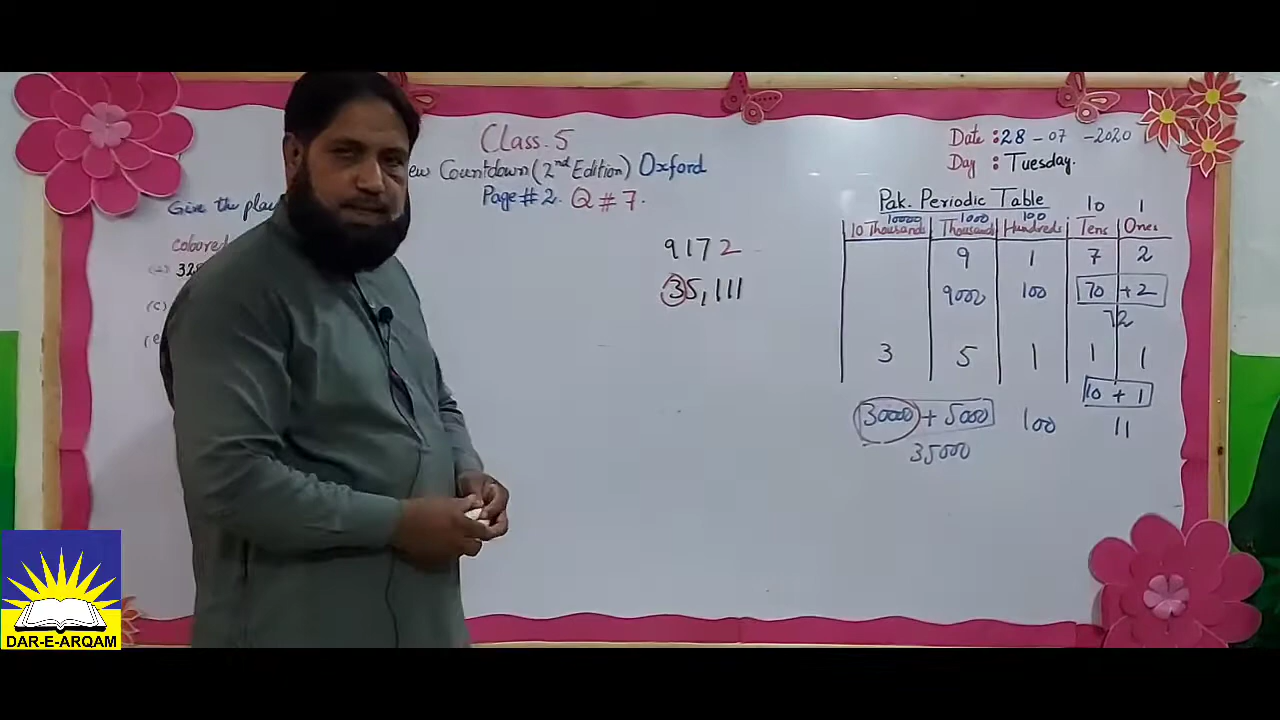 Class. 5
ew Countdown (2nd Edition) Oxford
Page # 2. Q # 7.
Date : 28 - 07 - 2020
Day : Tuesday.
Give the
Colored
(a) 328
(c)
9172
35,111
Pak. Periodic Table
10000 1000 100 10 1
10 Thousands Thousands Hundreds Tens Ones
9 1 7 2
9000 100 70 + 2
72
3 5 1 1 1
10 + 1
30000 + 5000 100 11
35000
DAR-E-ARQAM